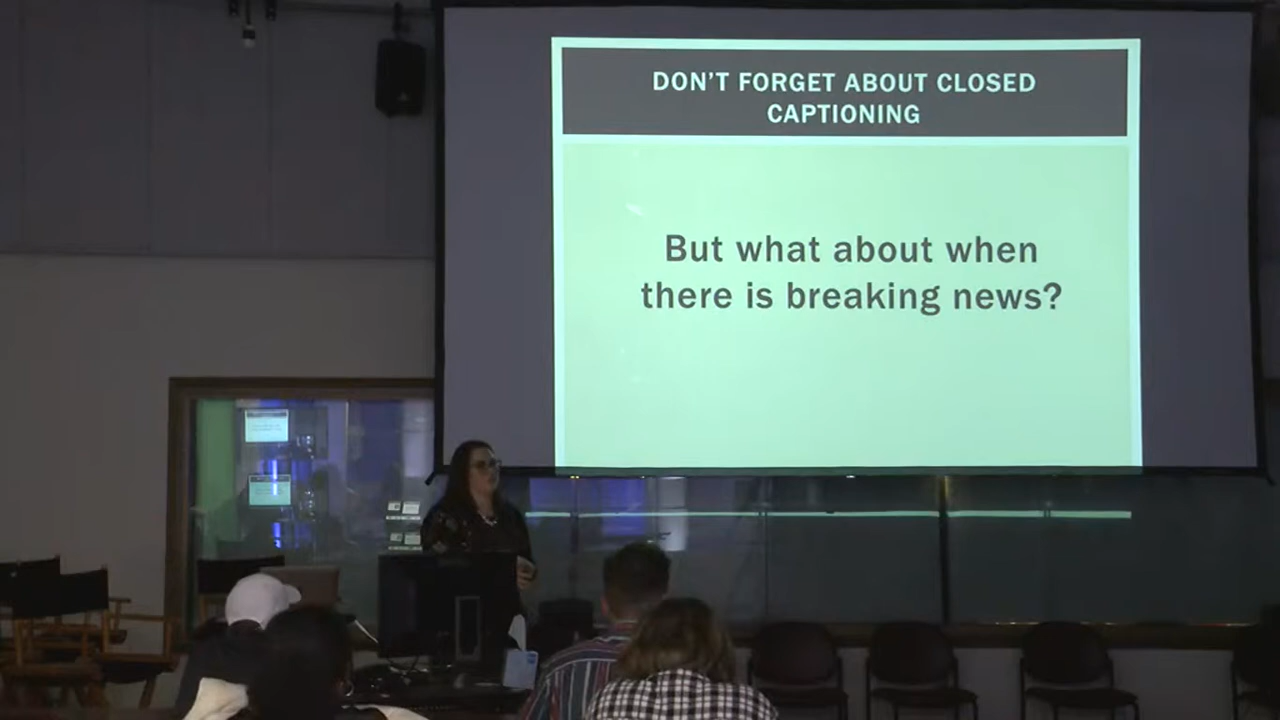 DON'T FORGET ABOUT CLOSED
CAPTIONING
But what about when
there is breaking news?